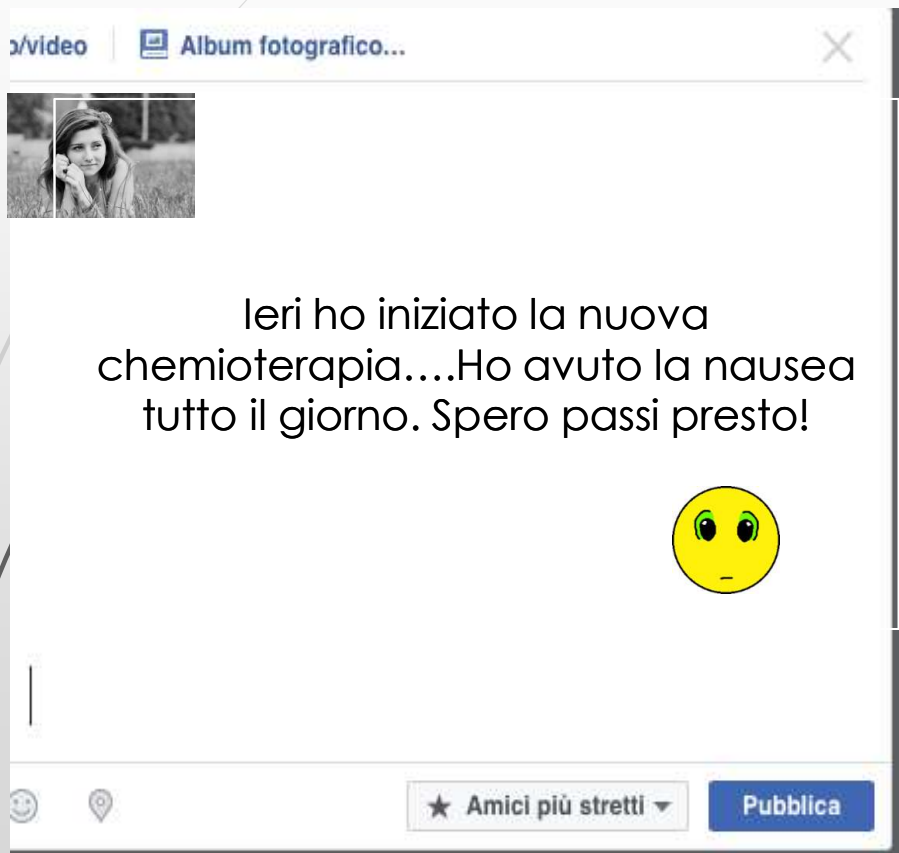 o/video Album fotografico...
Ieri ho iniziato la nuova
chemioterapia....Ho avuto la nausea
tutto il giorno. Spero passi presto!
Amici più stretti Pubblica